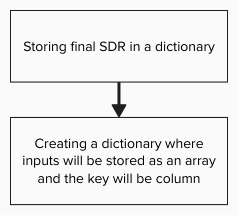 Storing final SDR in a dictionary
Creating a dictionary where
inputs will be stored as an array
and the key will be column